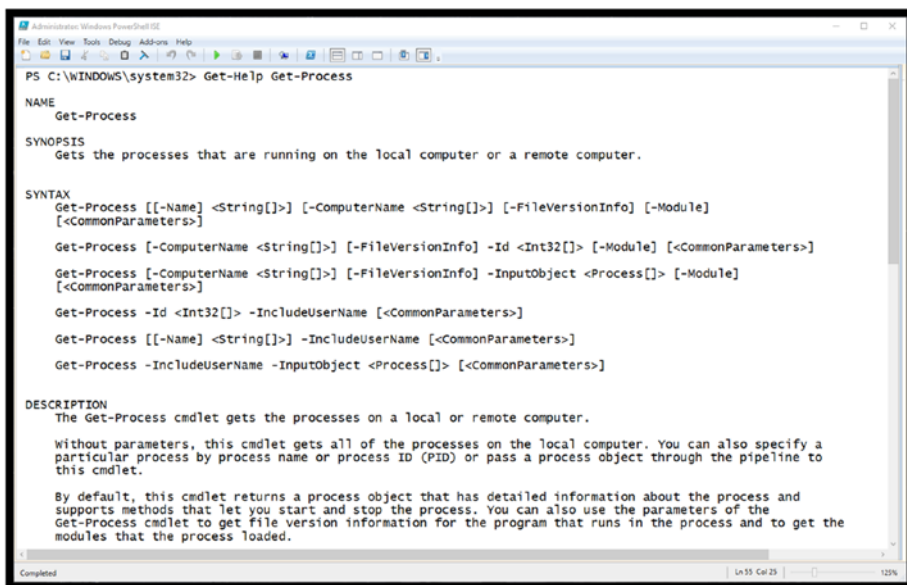 Administrator: Windows PowerShell ISE
File Edit View Tools Debug Add-ons Help
PS C:\WINDOWS\system32> Get-Help Get-Process
NAME
Get-Process
SYNOPSIS
Gets the processes that are running on the local computer or a remote computer.
SYNTAX
Get-Process [[-Name] <String[]>] [-ComputerName <String[]>] [-FileVersionInfo] [-Module]
[<CommonParameters>]
Get-Process [-ComputerName <String[]>] [-FileVersionInfo] -Id <Int32[]> [-Module] [<CommonParameters>]
Get-Process [-ComputerName <String[]>] [-FileVersionInfo] -InputObject <Process[]> [-Module]
[<CommonParameters>]
Get-Process -Id <Int32[]> -IncludeUserName [<CommonParameters>]
Get-Process [[-Name] <String[]>] -IncludeUserName [<CommonParameters>]
Get-Process -IncludeUserName -InputObject <Process[]> [<CommonParameters>]
DESCRIPTION
The Get-Process cmdlet gets the processes on a local or remote computer.
Without parameters, this cmdlet gets all of the processes on the local computer. You can also specify a
particular process by process name or process ID (PID) or pass a process object through the pipeline to
this cmdlet.
By default, this cmdlet returns a process object that has detailed information about the process and
supports methods that let you start and stop the process. You can also use the parameters of the
Get-Process cmdlet to get file version information for the program that runs in the process and to get the
modules that the process loaded.
Completed Ln 55 Col 25 125%